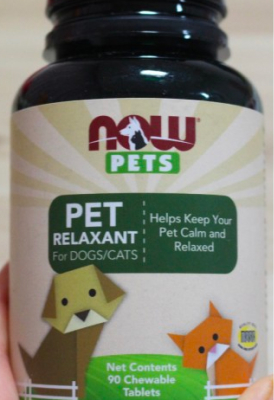 NOW
PETS
PET
RELAXANT
For DOGS/CATS
Helps Keep Your
Pet Calm and
Relaxed
Net Contents
90 Chewable
Tablets